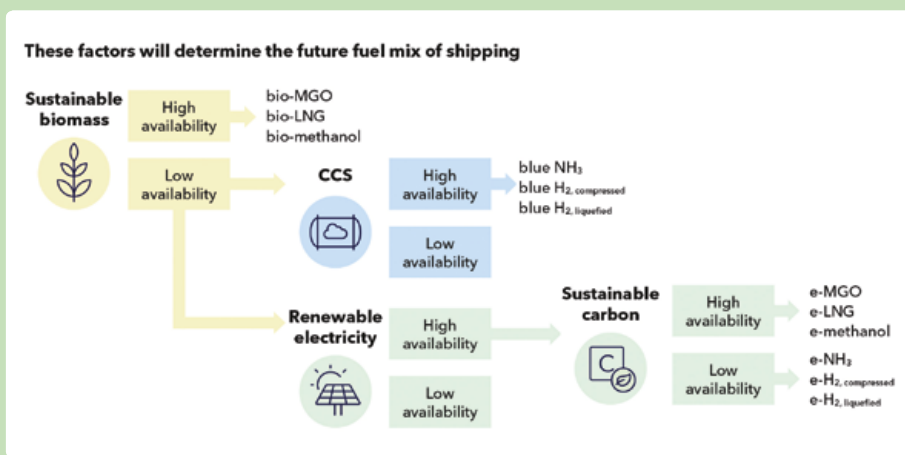 These factors will determine the future fuel mix of shipping
Sustainable
biomass
High
availability
bio-MGO
bio-LNG
bio-methanol
Low
availability
CCS
High
availability
blue NH₃
blue H₂, compressed
blue H₂, liquefied
Low
availability
Renewable
electricity
High
availability
Low
availability
Sustainable
carbon
C
High
availability
e-MGO
e-LNG
e-methanol
Low
availability
e-NH₃
e-H₂, compressed
e-H₂, liquefied